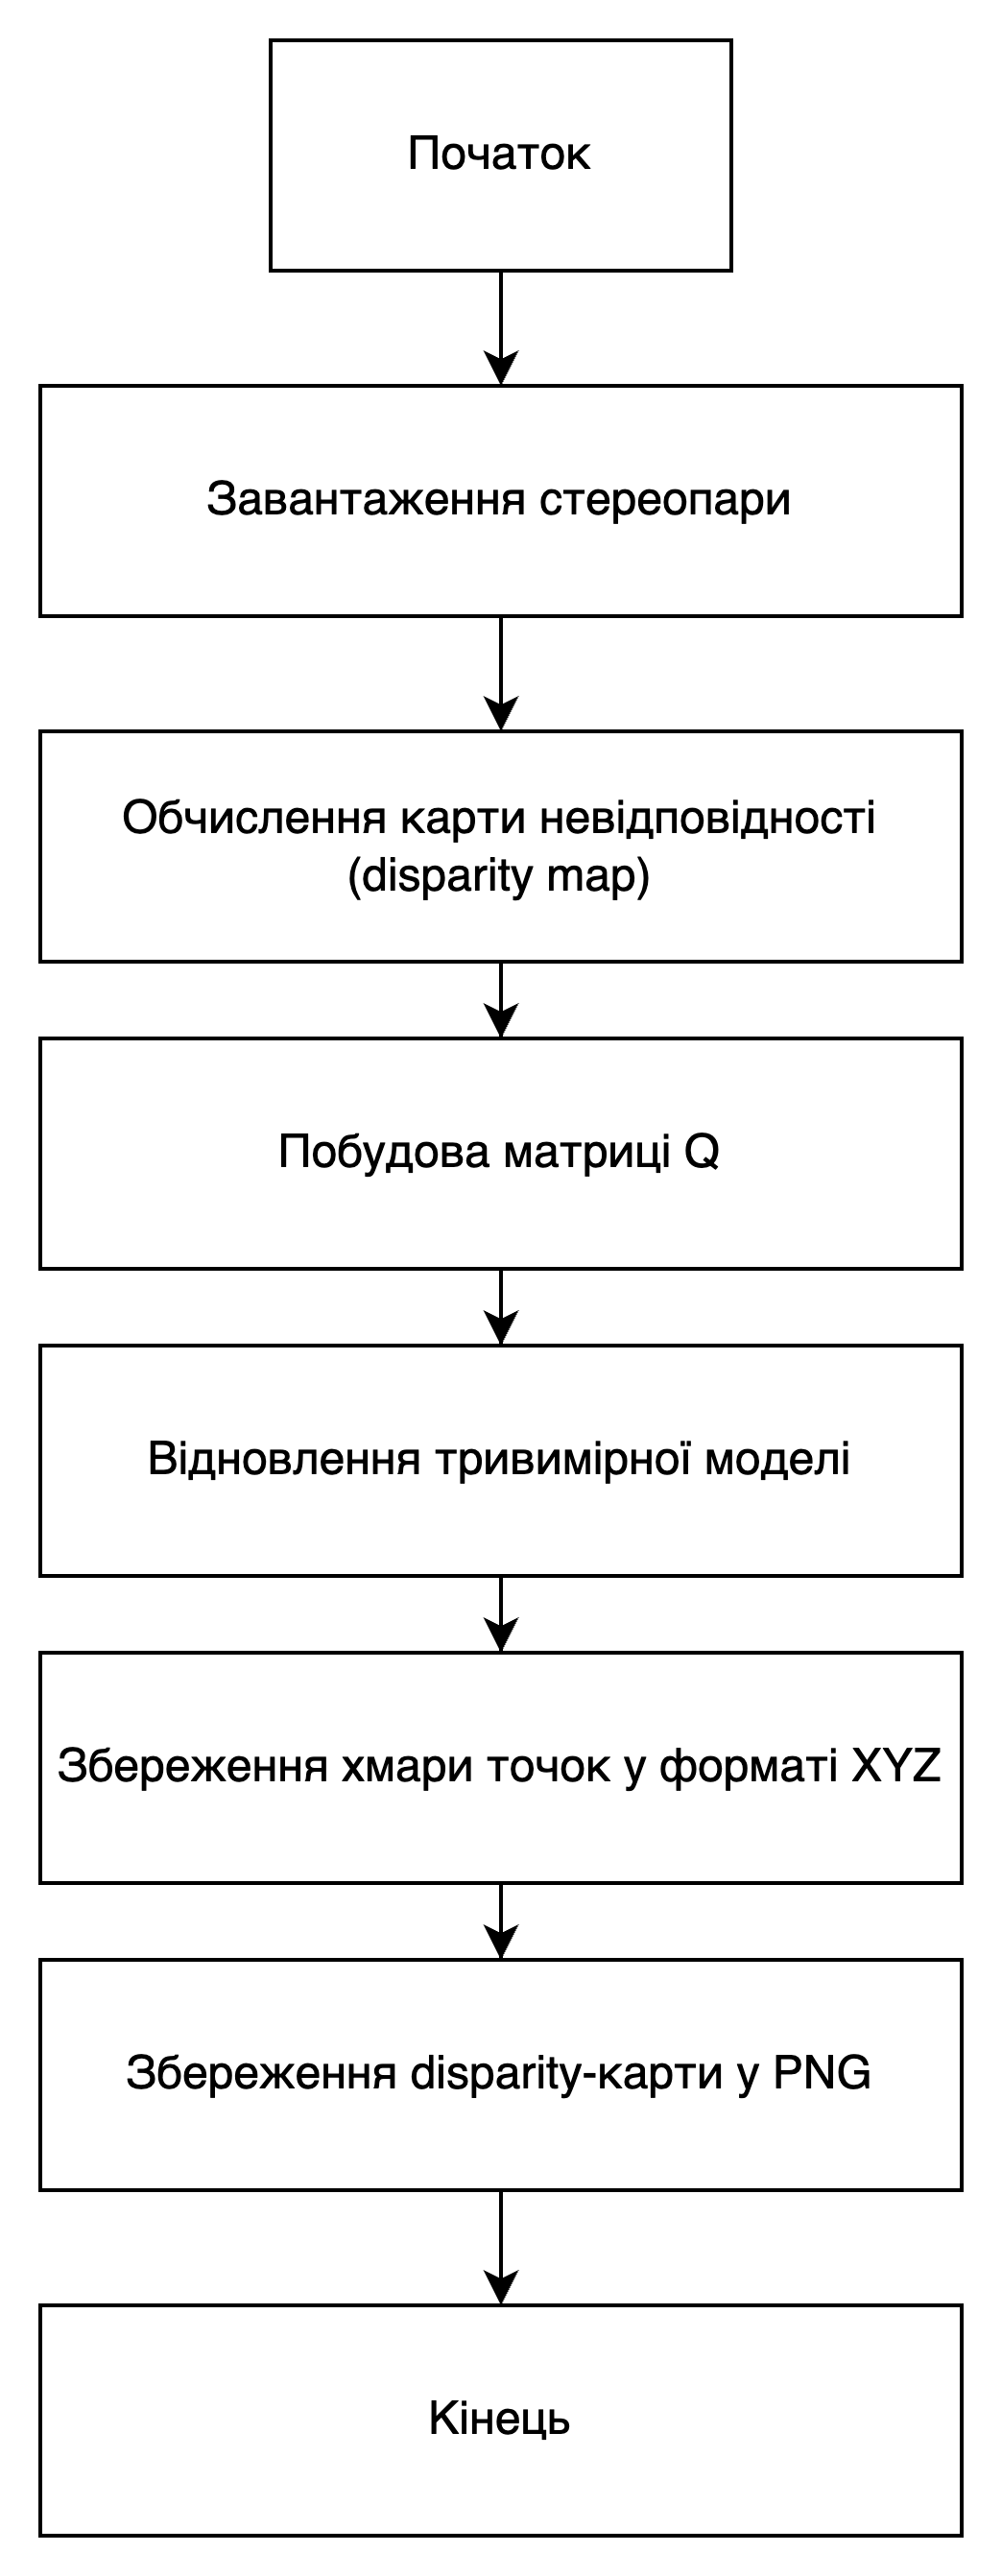 Початок
Завантаження стереопари
Обчислення карти невідповідності
(disparity map)
Побудова матриці Q
Відновлення тривимірної моделі
Збереження хмари точок у форматі XYZ
Збереження disparity-карти у PNG
Кінець